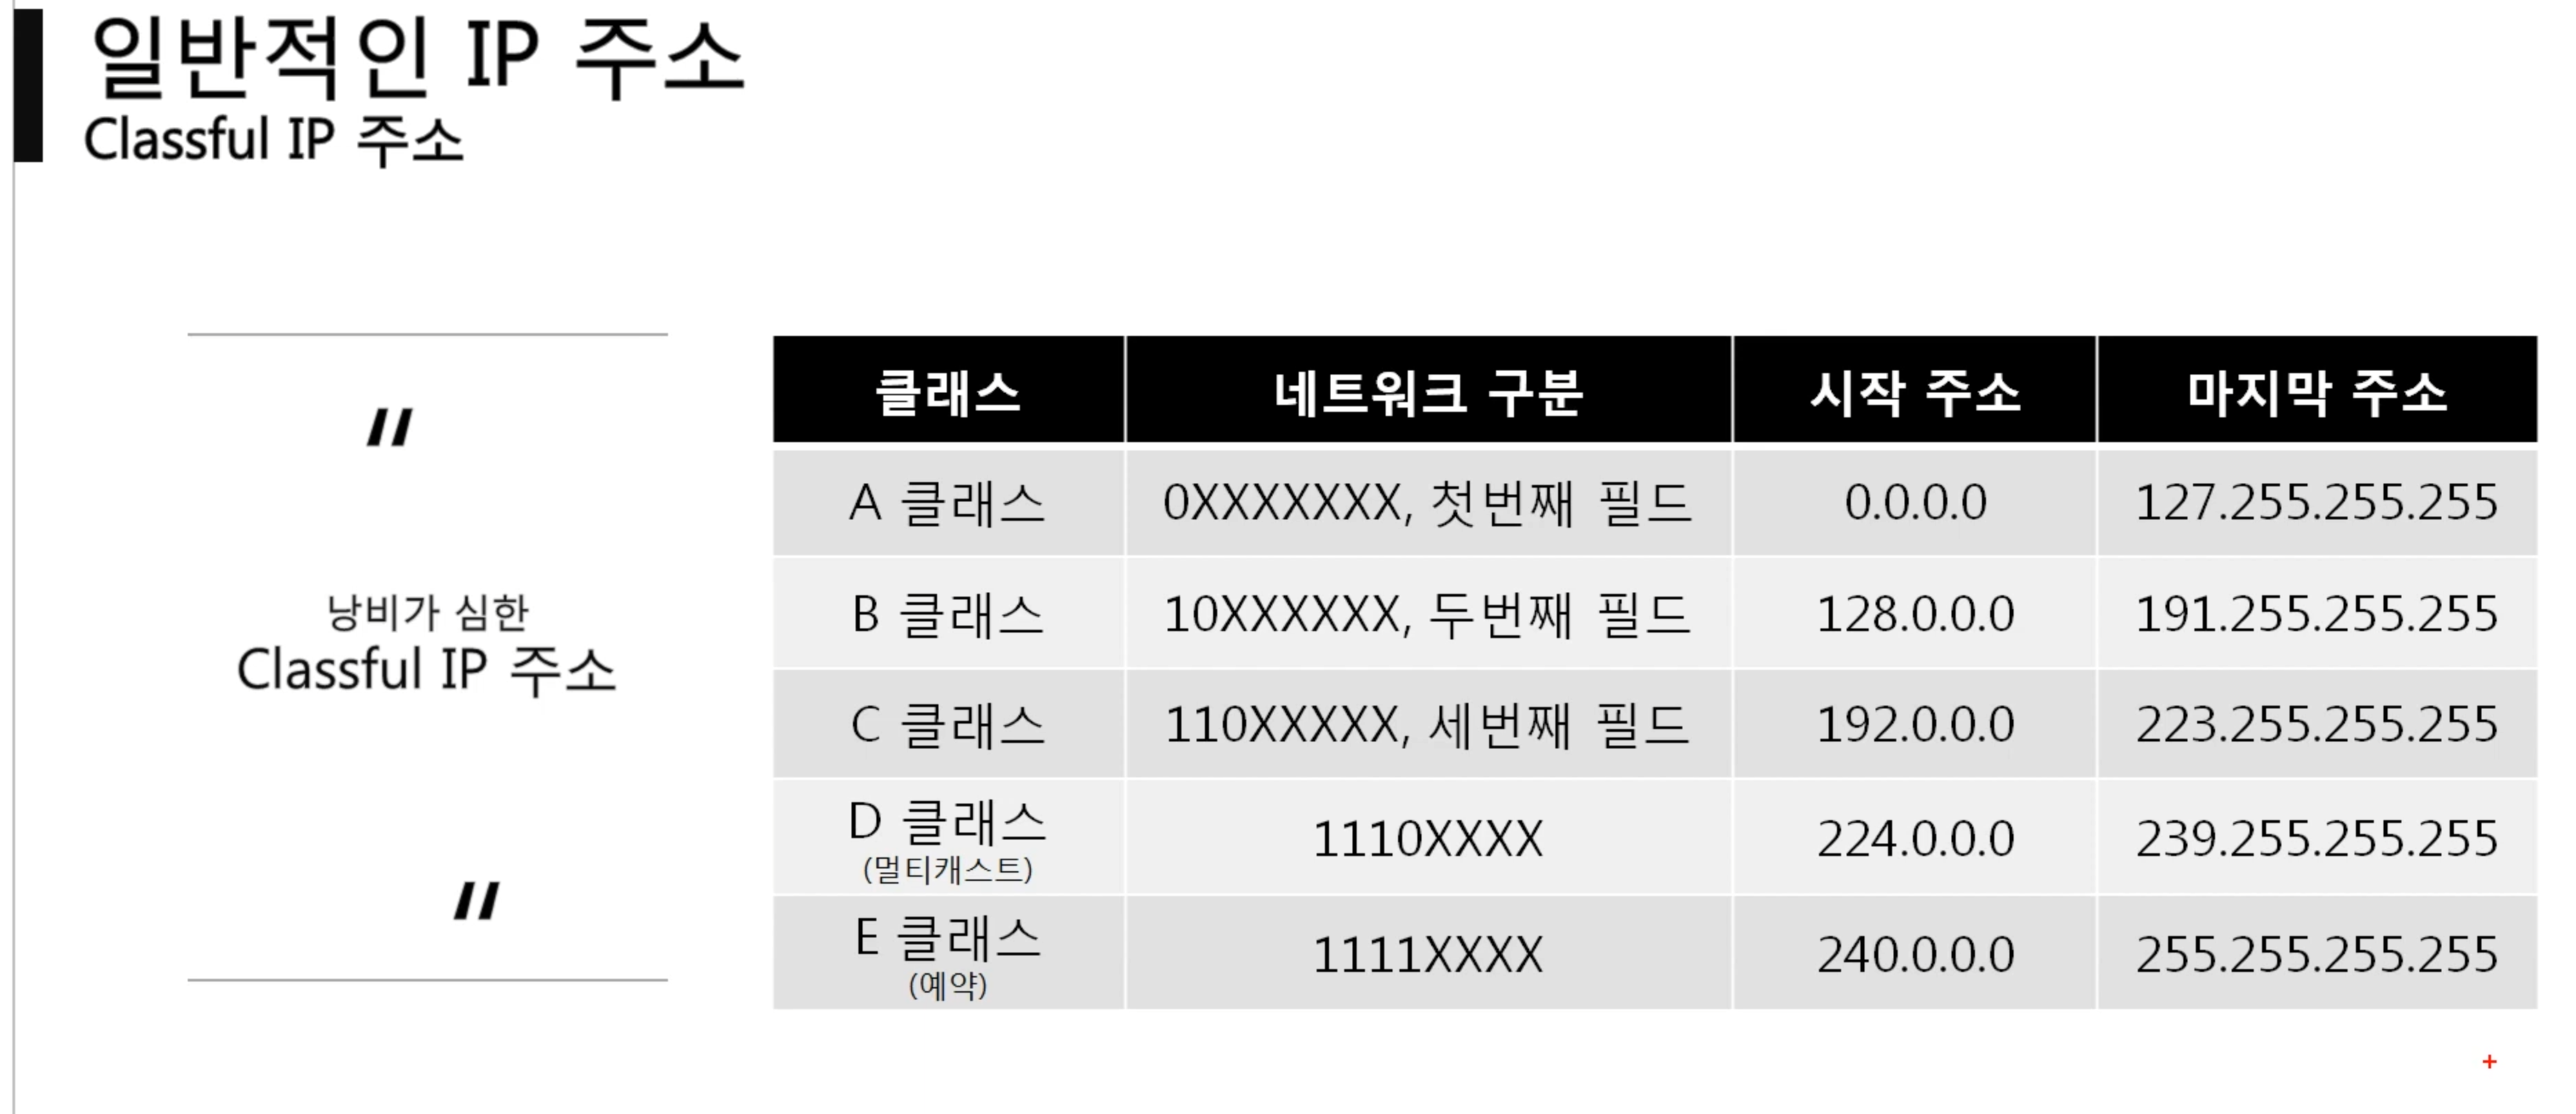 일반적인 IP 주소
Classful IP 주소
"
낭비가 심한
Classful IP 주소
"
클래스 네트워크 구분 시작 주소 마지막 주소
A 클래스 0XXXXXXX, 첫번째 필드 0.0.0.0 127.255.255.255
B 클래스 10XXXXXX, 두번째 필드 128.0.0.0 191.255.255.255
C 클래스 110XXXXX, 세번째 필드 192.0.0.0 223.255.255.255
D 클래스 1110XXXX 224.0.0.0 239.255.255.255
(멀티캐스트)
E 클래스 1111XXXX 240.0.0.0 255.255.255.255
(예약)
+